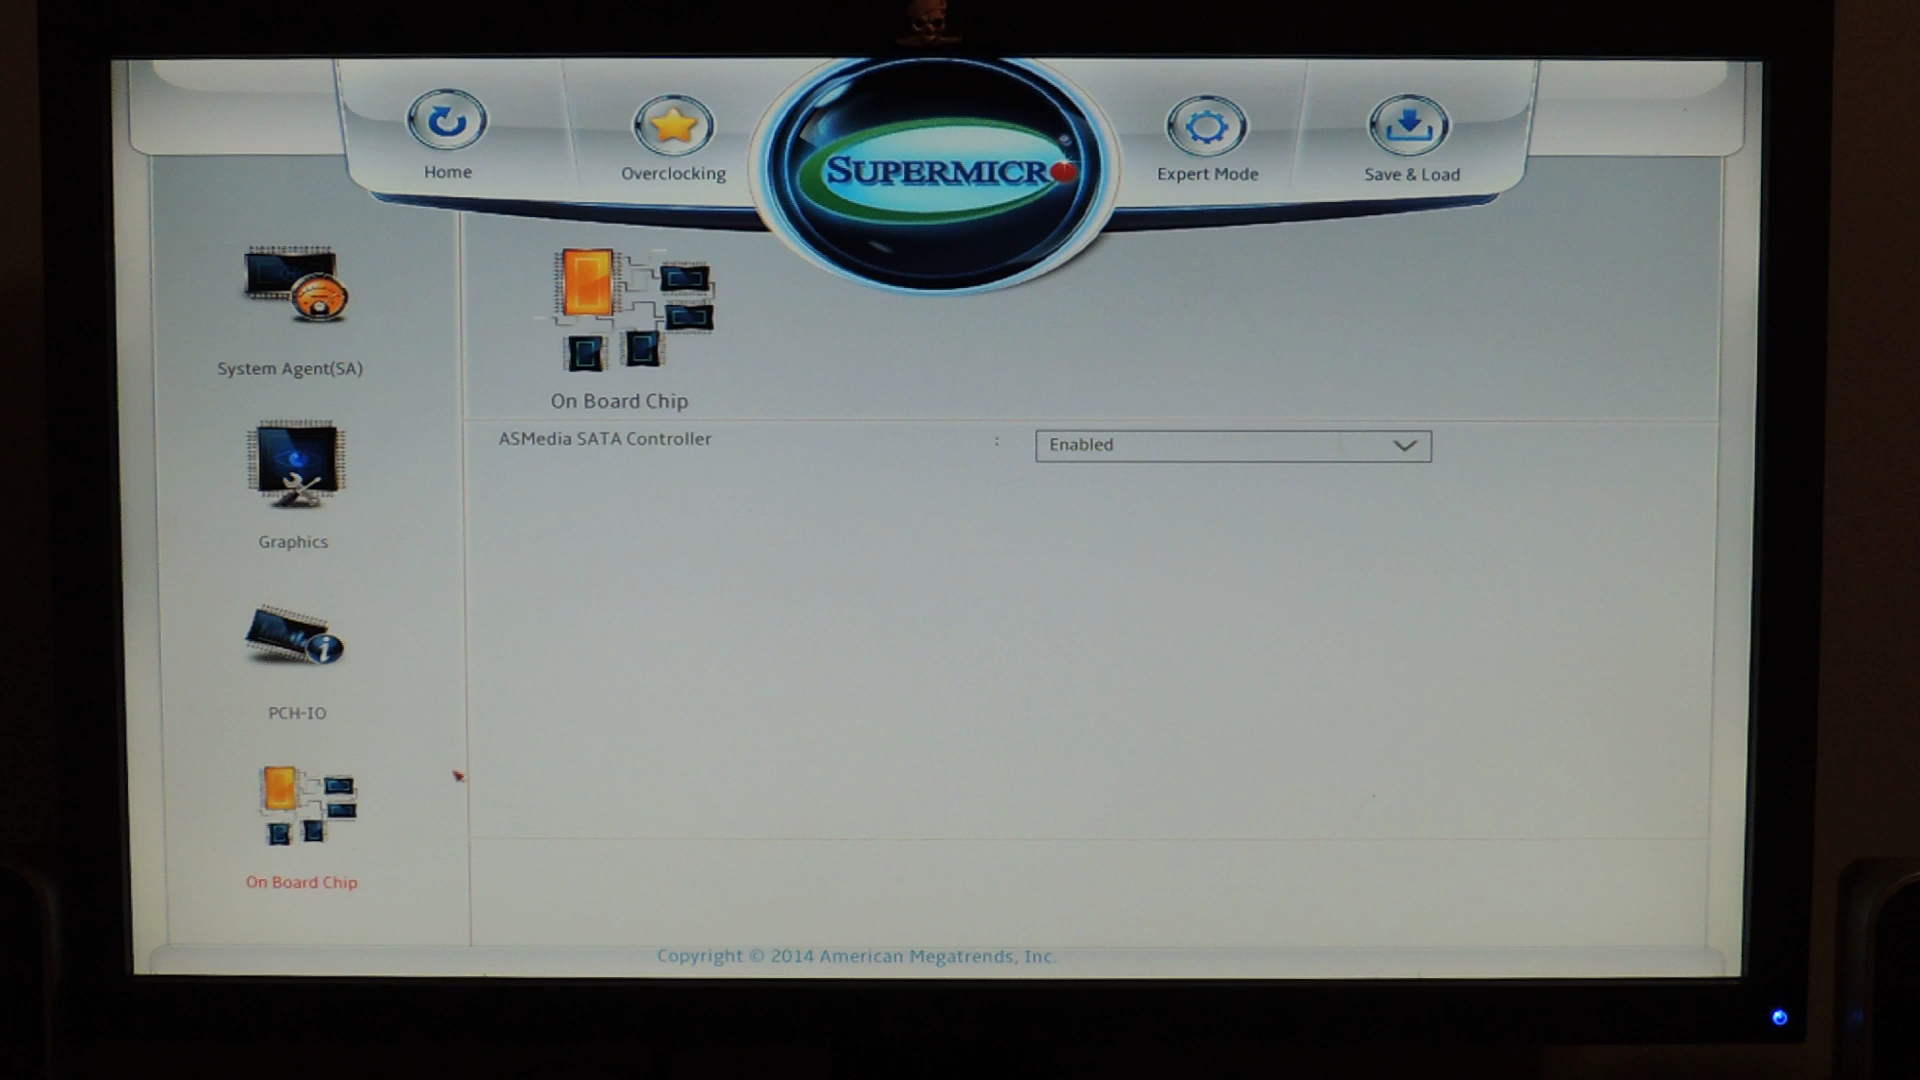 Home
Overclocking
SUPERMICR
Expert Mode
Save & Load
System Agent(SA)
Graphics
PCH-IO
On Board Chip
On Board Chip
ASMedia SATA Controller : Enabled
Copyright © 2014 American Megatrends, Inc.